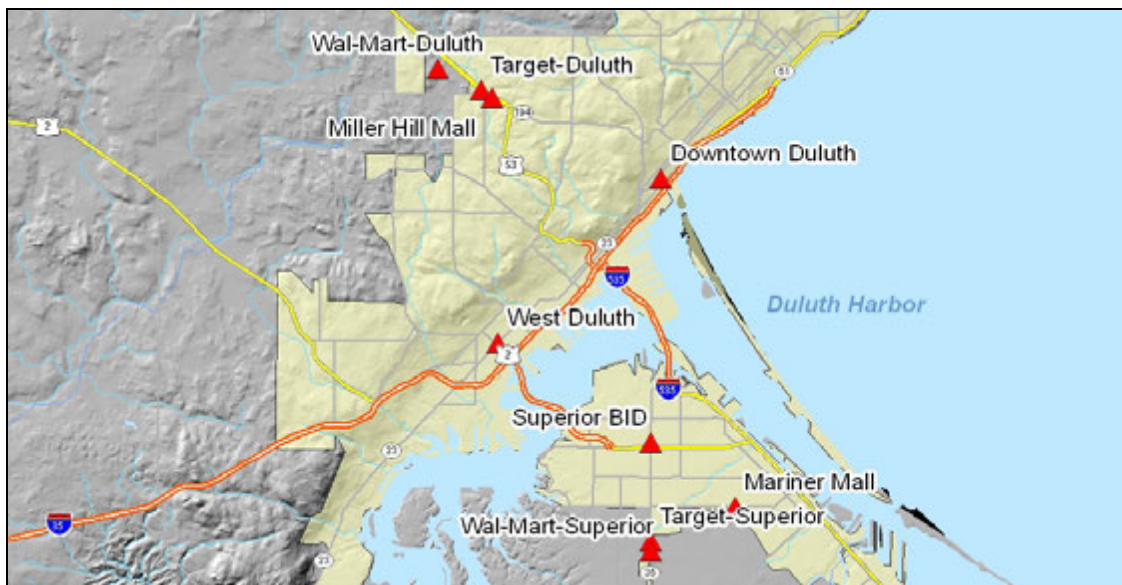 Wal-Mart-Duluth
Target-Duluth
51
2
194
Miller Hill Mall
53
Downtown Duluth
23
535
Duluth Harbor
West Duluth
2
535
Superior BID
23
Mariner Mall
Target-Superior
Wal-Mart-Superior
35
23
35